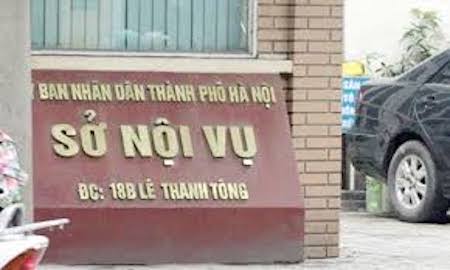 BAN NHÂN DÂN THÀNH PHỐ HÀ NỘI
SỞ NỘI VỤ
ĐC: 18B LÊ THÁNH TÔNG